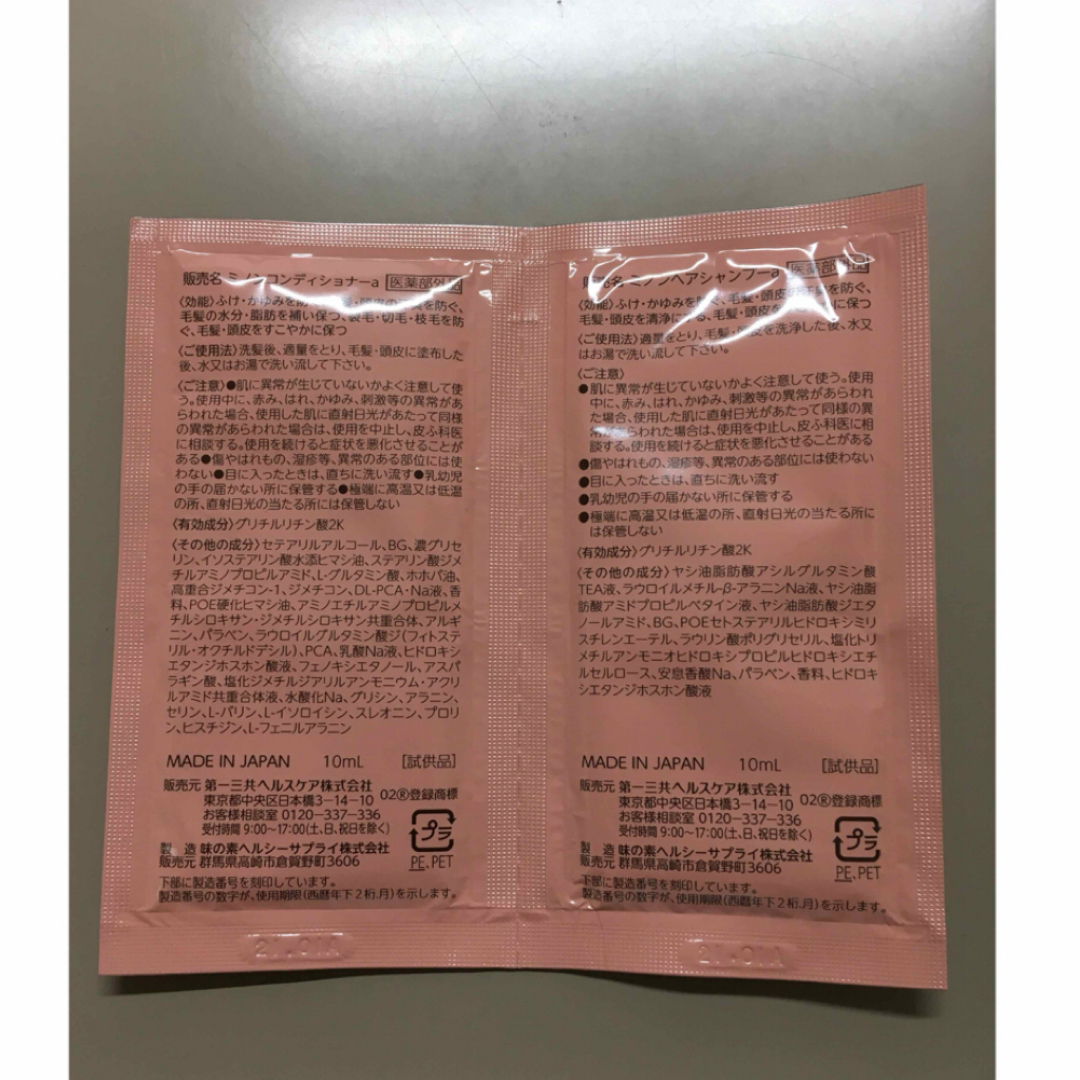 販売名 ミノンコンディショナーa 医薬部外品
〈効能〉ふけ・かゆみを防ぐ、
を防ぐ、
毛髪の水分・脂肪を補い保つ、裂毛・切毛・枝毛を防
ぐ、毛髪・頭皮をすこやかに保つ
〈ご使用法〉洗髪後、適量をとり、毛髪・頭皮に塗布した
後、水又はお湯で洗い流して下さい。
〈ご注意〉●肌に異常が生じていないかよく注意して使
う。使用中に、赤み、はれ、かゆみ、刺激等の異常があ
らわれた場合、使用した肌に直射日光があたって同様
の異常があらわれた場合は、使用を中止し、皮ふ科医
に相談する。使用を続けると症状を悪化させることが
ある●傷やはれもの、湿疹等、異常のある部位には使
わない●目に入ったときは、直ちに洗い流す●乳幼児
の手の届かない所に保管する●極端に高温又は低温
の所、直射日光の当たる所には保管しない
〈有効成分〉グリチルリチン酸2K
〈その他の成分〉セテアリルアルコール、BG、濃グリセ
リン、イソステアリン酸水添ヒマシ油、ステアリン酸ジメ
チルアミノプロピルアミド、L-グルタミン酸、ホホバ油、
高重合ジメチコン-1、ジメチコン、DL-PCA・Na液、香
料、POE硬化ヒマシ油、アミノエチルアミノプロピルメ
チルシロキサン・ジメチルシロキサン共重合体、アルギ
ニン、パラベン、ラウロイルグルタミン酸ジ(フィトステ
リル・オクチルドデシル)、PCA、乳酸Na液、ヒドロキシ
エタンジホスホン酸液、フェノキシエタノール、アスパ
ラギン酸、塩化ジメチルジアリルアンモニウム・アクリ
ルアミド共重合体液、水酸化Na、グリシン、アラニン、
セリン、L-バリン、L-イソロイシン、スレオニン、プロリ
ン、ヒスチジン、L-フェニルアラニン
MADE IN JAPAN 10mL [試供品]
販売元 第一三共ヘルスケア株式会社
東京都中央区日本橋3-14-10 02®登録商標
お客様相談室 0120-337-336
受付時間 9:00〜17:00(土、日、祝日を除く)
プラ
製造 味の素ヘルシーサプライ株式会社
販売元 群馬県高崎市倉賀野町3606
PE、PET
下部に製造番号を刻印しています。
製造番号の数字が、使用期限(西暦年下2桁.月)を示します。
21.01A
販売名 ミノンヘアシャンプーa 医薬部外品
〈効能〉ふけ・かゆみを防ぐ、毛髪・頭皮の汗臭を防ぐ、
毛髪・頭皮を清浄にする、毛髪・頭皮をすこやかに保つ
〈ご使用法〉適量をとり、毛髪・頭皮を洗浄した後、水又
はお湯で洗い流して下さい。
〈ご注意〉
●肌に異常が生じていないかよく注意して使う。使用
中に、赤み、はれ、かゆみ、刺激等の異常があらわれ
た場合、使用した肌に直射日光があたって同様の異
常があらわれた場合は、使用を中止し、皮ふ科医に相
談する。使用を続けると症状を悪化させることがある
●傷やはれもの、湿疹等、異常のある部位には使わない
●目に入ったときは、直ちに洗い流す
●乳幼児の手の届かない所に保管する
●極端に高温又は低温の所、直射日光の当たる所に
は保管しない
〈有効成分〉グリチルリチン酸2K
〈その他の成分〉ヤシ油脂肪酸アシルグルタミン酸
TEA液、ラウロイルメチル-β-アラニンNa液、ヤシ油脂
肪酸アミドプロピルベタイン液、ヤシ油脂肪酸ジエタ
ノールアミド、BG、POEセトステアリルヒドロキシミリ
スチレンエーテル、ラウリン酸ポリグリセリル、塩化トリ
メチルアンモニオヒドロキシプロピルヒドロキシエチ
ルセルロース、安息香酸Na、パラベン、香料、ヒドロキ
シエタンジホスホン酸液
MADE IN JAPAN 10mL [試供品]
販売元 第一三共ヘルスケア株式会社
東京都中央区日本橋3-14-10 02®登録商標
お客様相談室 0120-337-336
受付時間 9:00〜17:00(土、日、祝日を除く)
プラ
製造 味の素ヘルシーサプライ株式会社
販売元 群馬県高崎市倉賀野町3606
PE、PET
下部に製造番号を刻印しています。
製造番号の数字が、使用期限(西暦年下2桁.月)を示します。
21.01A